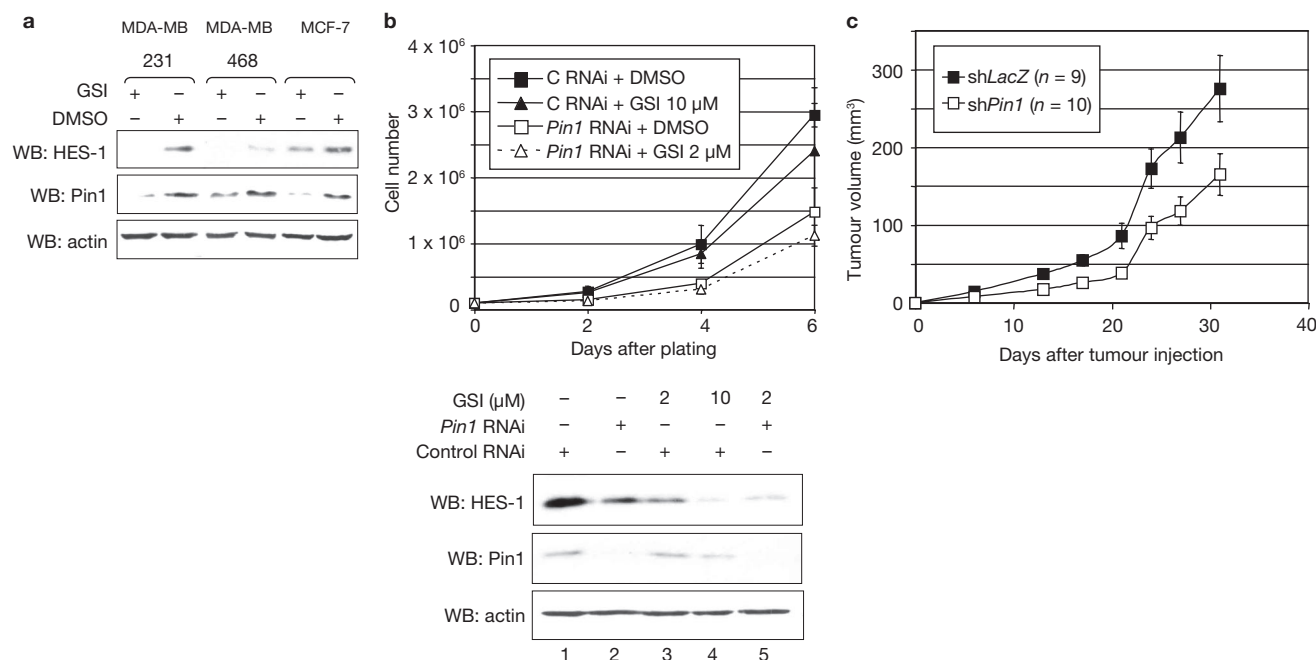 a
MDA-MB MDA-MB MCF-7
231 468
GSI + – + – + –
DMSO – + – + – +
WB: HES-1
WB: Pin1
WB: actin
b
4 x 10⁶
3 x 10⁶
2 x 10⁶
1 x 10⁶
0
Cell number
C RNAi + DMSO
C RNAi + GSI 10 µM
Pin1 RNAi + DMSO
Pin1 RNAi + GSI 2 µM
0 2 4 6
Days after plating
GSI (µM) – – 2 10 2
Pin1 RNAi – + – – +
Control RNAi + – + + –
WB: HES-1
WB: Pin1
WB: actin
1 2 3 4 5
c
300
200
100
0
Tumour volume (mm³)
shLacZ (n = 9)
shPin1 (n = 10)
0 10 20 30 40
Days after tumour injection